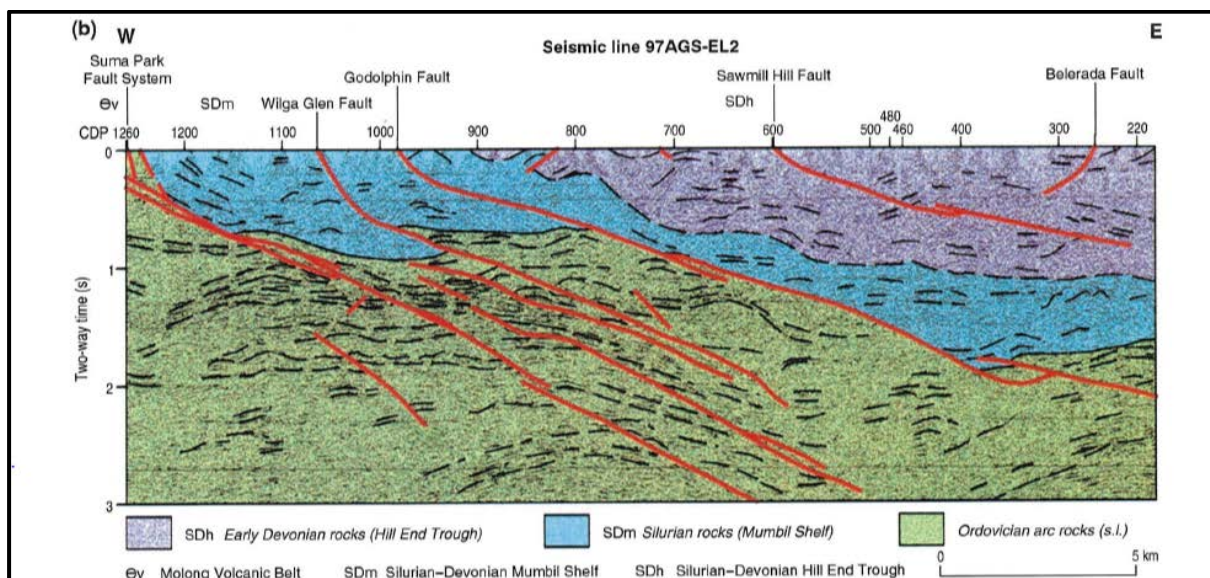 (b) W
Seismic line 97AGS-EL2
E
Suma Park
Fault System
Godolphin Fault
Sawmill Hill Fault
Belerada Fault
Өv SDm Wilga Glen Fault SDh
480
CDP 1260 1200 1100 1000 900 800 700 600 500 460 400 300 220
0 0
1
2
3
Two-way time (s)
SDh Early Devonian rocks (Hill End Trough)
SDm Silurian rocks (Mumbil Shelf)
Ordovician arc rocks (s.l.)
0 5 km
Өv Molong Volcanic Belt SDm Silurian–Devonian Mumbil Shelf SDh Silurian–Devonian Hill End Trough